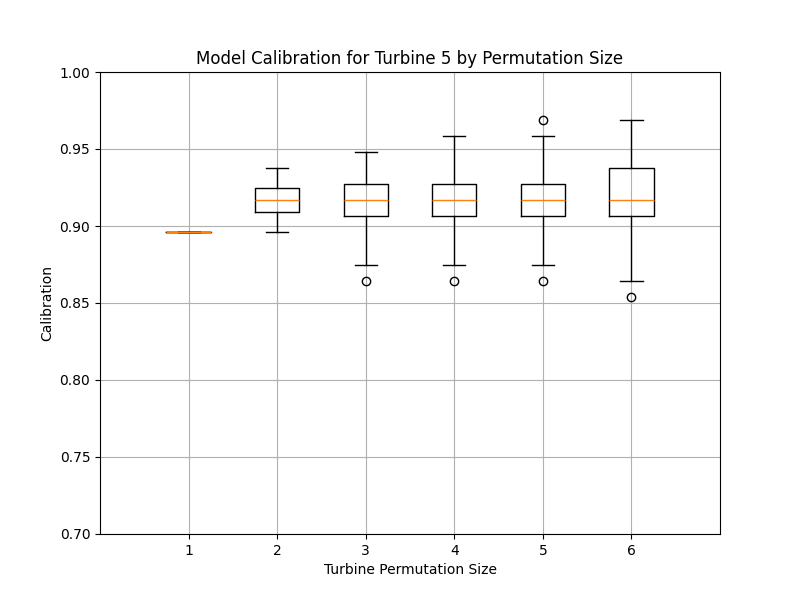 Model Calibration for Turbine 5 by Permutation Size
1.00
0.95
0.90
0.85
0.80
0.75
0.70
Calibration
1 2 3 4 5 6
Turbine Permutation Size